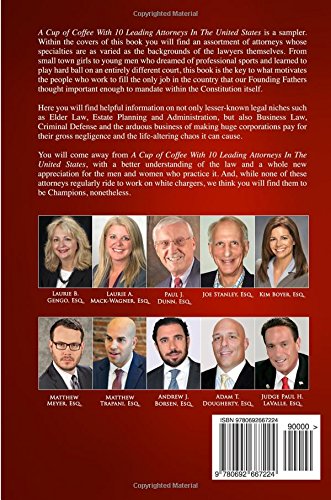 A Cup of Coffee With 10 Leading Attorneys In The United States is a sampler.
Within the covers of this book you will find an assortment of attorneys whose
specialties are as varied as the backgrounds of the lawyers themselves. From
small town girls to young men who dreamed of professional sports and learned to
play hard ball on an entirely different court, this book is the key to what motivates
the people who work to fill the only job in the country that our Founding Fathers
thought important enough to mandate within the Constitution itself.
Here you will find helpful information on not only lesser-known legal niches such
as Elder Law, Estate Planning and Administration, but also Business Law,
Criminal Defense and the arduous business of making huge corporations pay for
their gross negligence and the life-altering chaos it can cause.
You will come away from A Cup of Coffee With 10 Leading Attorneys In The
United States, with a better understanding of the law and a whole new
appreciation for the men and women who practice it. And, while none of these
attorneys regularly ride to work on white chargers, we think you will find them to
be Champions, nonetheless.
LAURIE B.
GENGO, ESQ.
LAURIE A.
MACK-WAGNER, ESQ.
PAUL J.
DUNN, ESQ.
JOE STANLEY, ESQ.
KIM BOYER, ESQ.
MATTHEW
MEYER, ESQ.
MATTHEW
TRAPANI, ESQ.
ANDREW J.
BORSEN, ESQ.
ADAM T.
DOUGHERTY, ESQ.
JUDGE PAUL H.
LAVALLE, ESQ.
ISBN 9780692667224
90000 >
9 780692 667224